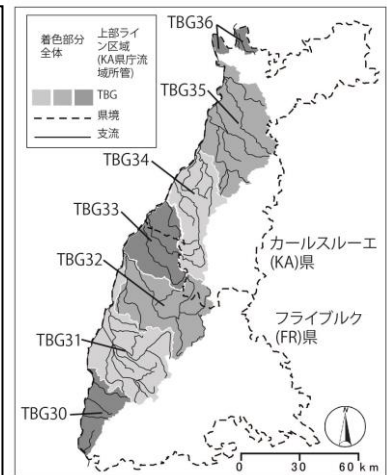 着色部分
全体
上部ライ
ン区域
(KA県庁流
域所管)
TBG
県境
支流
TBG36
TBG35
TBG34
TBG33
TBG32
TBG31
TBG30
カールスルーエ
(KA)県
フライブルク
(FR)県
N
0 30 60 km